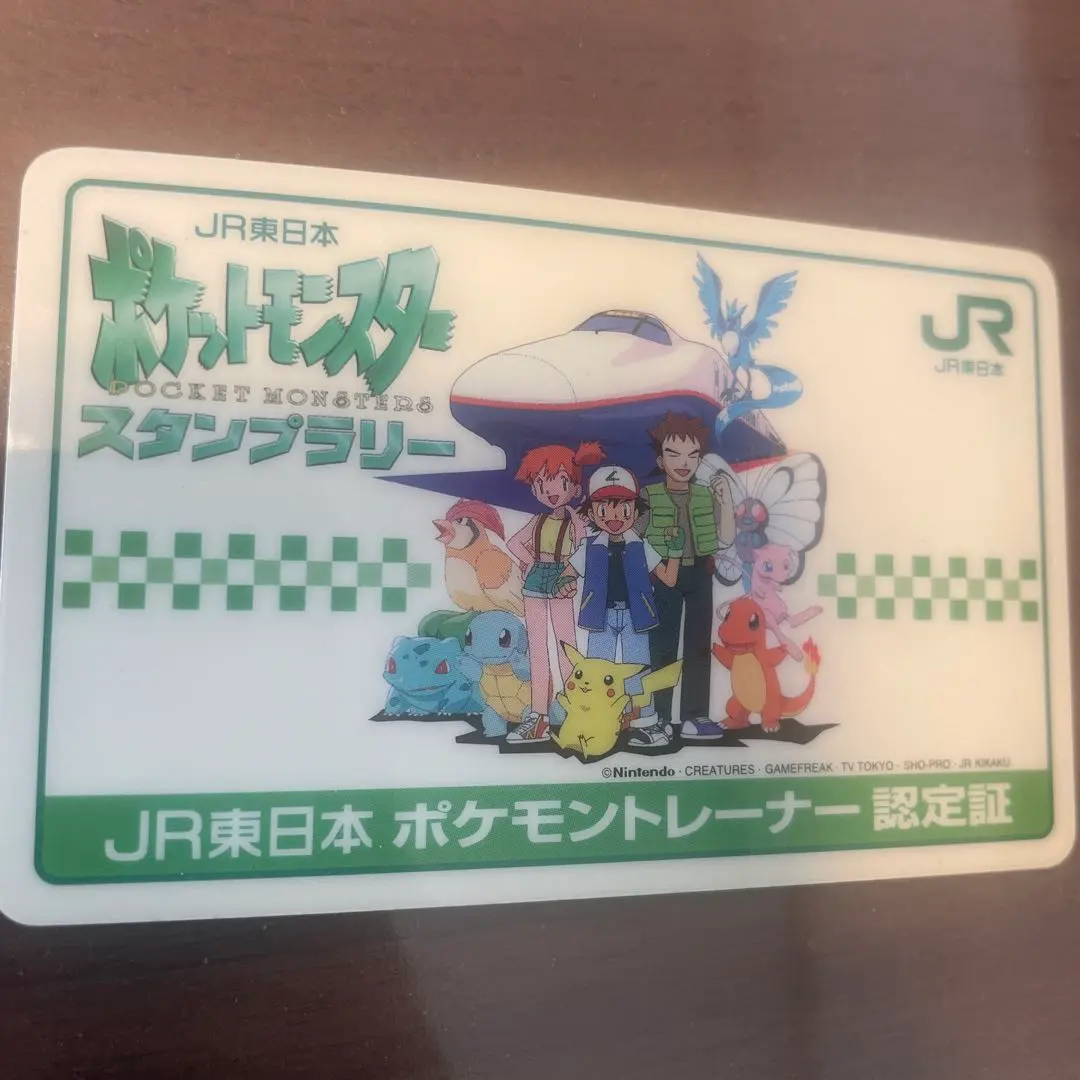 JR東日本
ポケットモンスター
POCKET MONSTERS
スタンプラリー
JR
JR東日本
©Nintendo · CREATURES · GAMEFREAK · TV TOKYO · SHO-PRO · JR KIKAKU
JR東日本 ポケモントレーナー 認定証